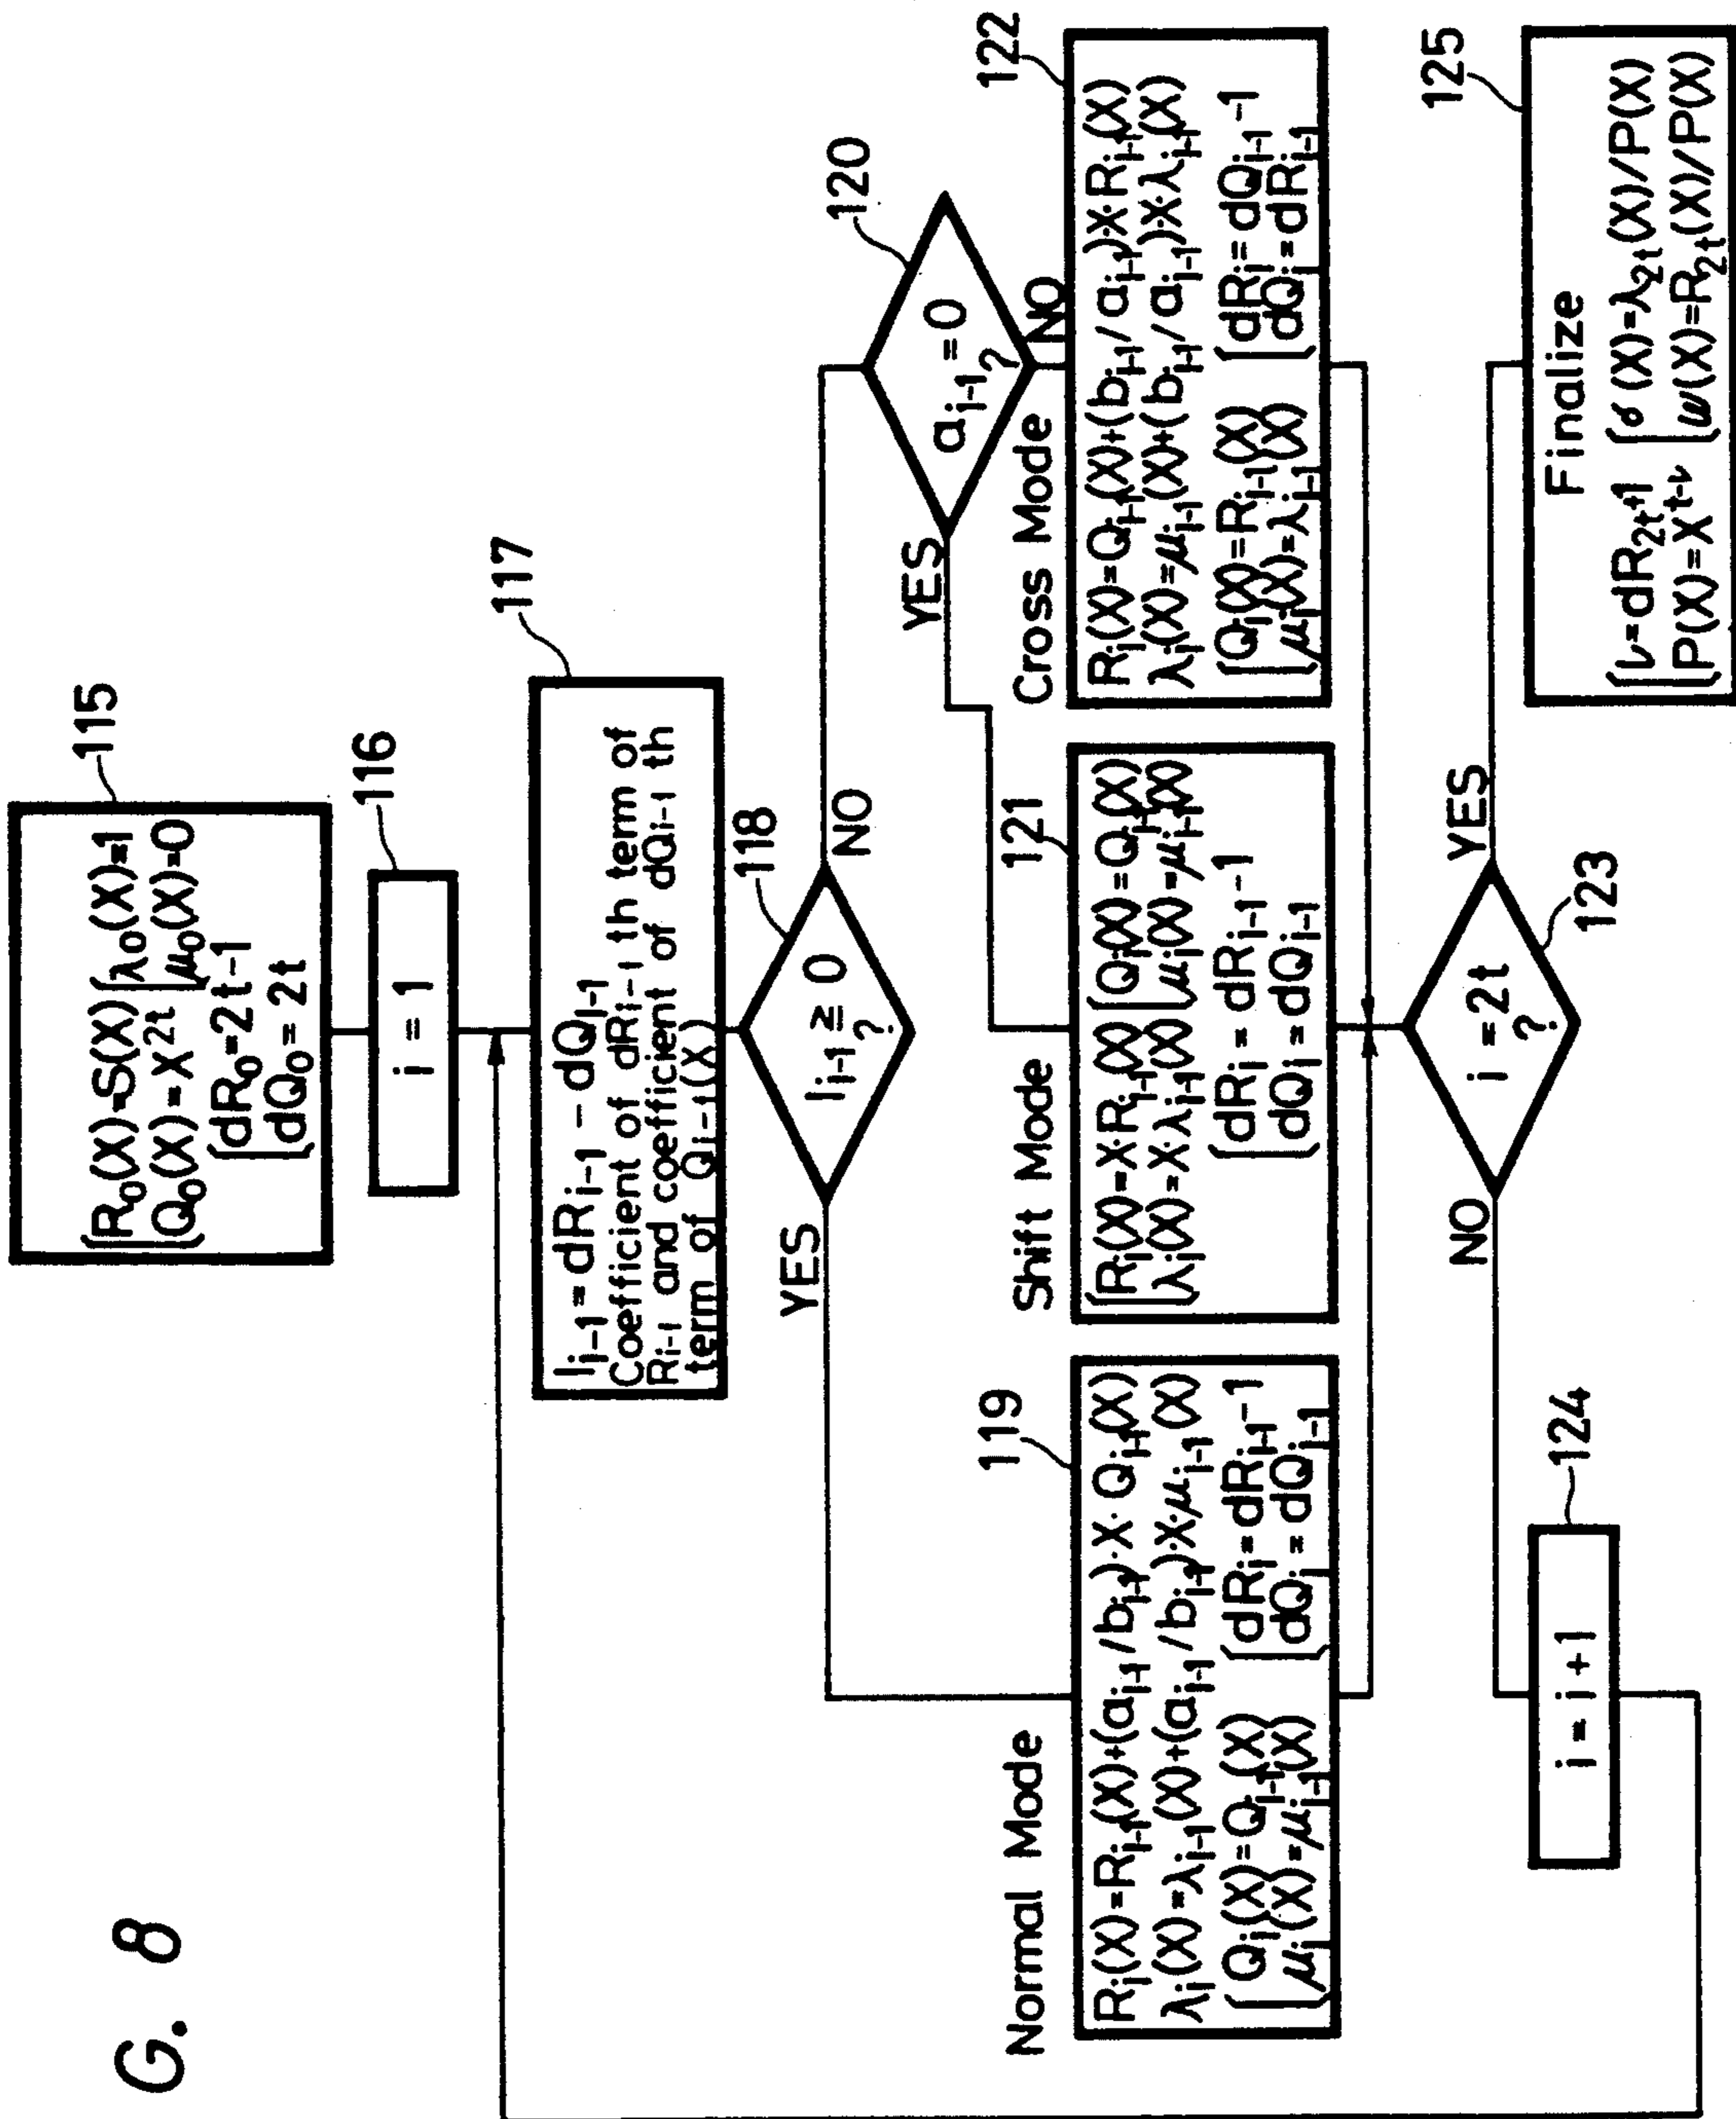 G. 8
115
R₀(X)=S(X) λ₀(X)=1
Q₀(X)=X²ᵗ μ₀(X)=0
dR₀=2t-1
dQ₀=2t
116
i = 1
117
lᵢ₋₁ = dRᵢ₋₁ - dQᵢ₋₁
Coefficient of dRᵢ₋₁ th term of
Rᵢ₋₁ and coefficient of dQᵢ₋₁ th
term of Qᵢ₋₁(X)
118
lᵢ₋₁ ≥ 0
?
YES
NO
120
aᵢ₋₁ = 0
?
YES
NO
Normal Mode
119
Rᵢ(X)=Rᵢ₋₁(X)+(aᵢ₋₁/bᵢ₋₁)·X·Qᵢ₋₁(X)
λᵢ(X)=λᵢ₋₁(X)+(aᵢ₋₁/bᵢ₋₁)X·μᵢ₋₁(X)
Qᵢ(X)=Qᵢ₋₁(X) dRᵢ=dRᵢ₋₁-1
μᵢ(X)=μᵢ₋₁(X) dQᵢ=dQᵢ₋₁
Shift Mode
121
Rᵢ(X)=X·Rᵢ₋₁(X) Qᵢ(X)=Qᵢ₋₁(X)
λᵢ(X)=X·λᵢ₋₁(X) μᵢ(X)=μᵢ₋₁(X)
dRᵢ=dRᵢ₋₁-1
dQᵢ=dQᵢ₋₁
Cross Mode
122
Rᵢ(X)=Qᵢ₋₁(X)+(bᵢ₋₁/aᵢ₋₁)·X·Rᵢ₋₁(X)
λᵢ(X)=μᵢ₋₁(X)+(bᵢ₋₁/aᵢ₋₁)X·λᵢ₋₁(X)
Qᵢ(X)=Rᵢ₋₁(X) dRᵢ=dQᵢ₋₁-1
μᵢ(X)=λᵢ₋₁(X) dQᵢ=dRᵢ₋₁
i = 2t
?
123
NO
YES
124
i = i + 1
125
Finalize
ν=dR₂ₜ+1 σ(X)=λ₂ₜ(X)/P(X)
P(X)=Xᵗ⁻ᵛ ω(X)=R₂ₜ(X)/P(X)